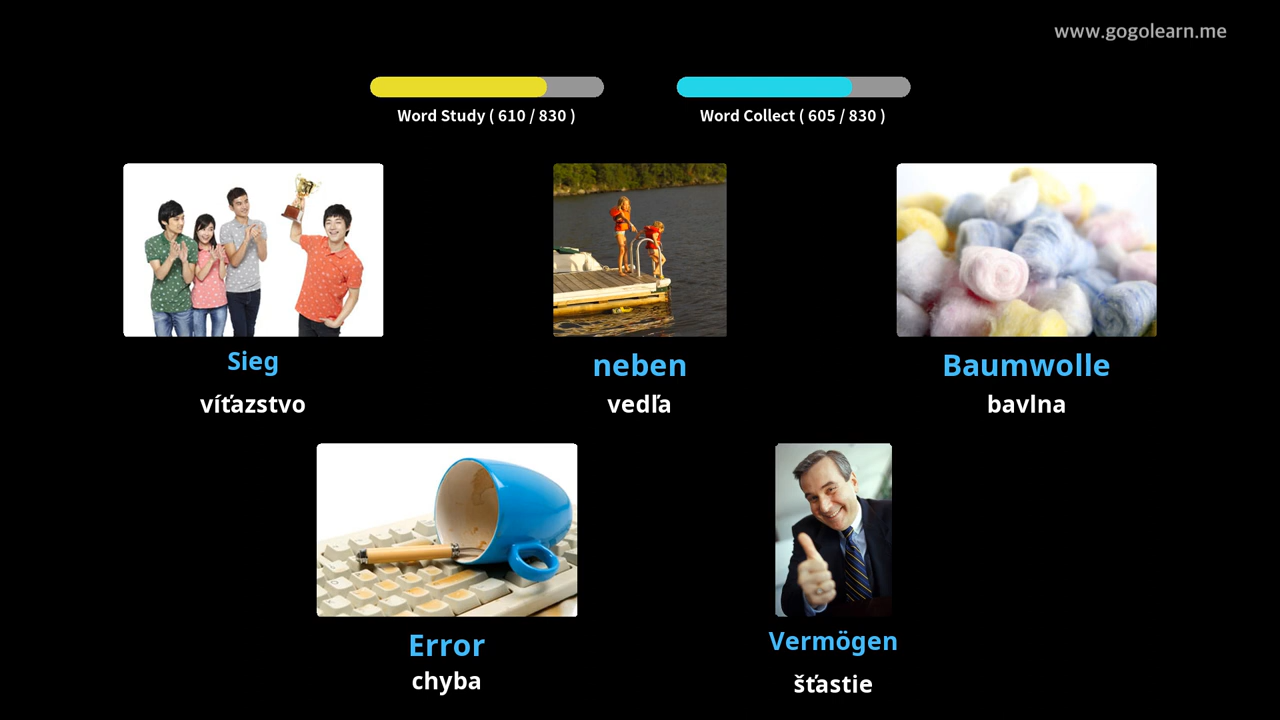 www.gogolearn.me
Word Study ( 610 / 830 )
Word Collect ( 605 / 830 )
Sieg
neben
Baumwolle
víťazstvo
vedľa
bavlna
Error
Vermögen
chyba
šťastie